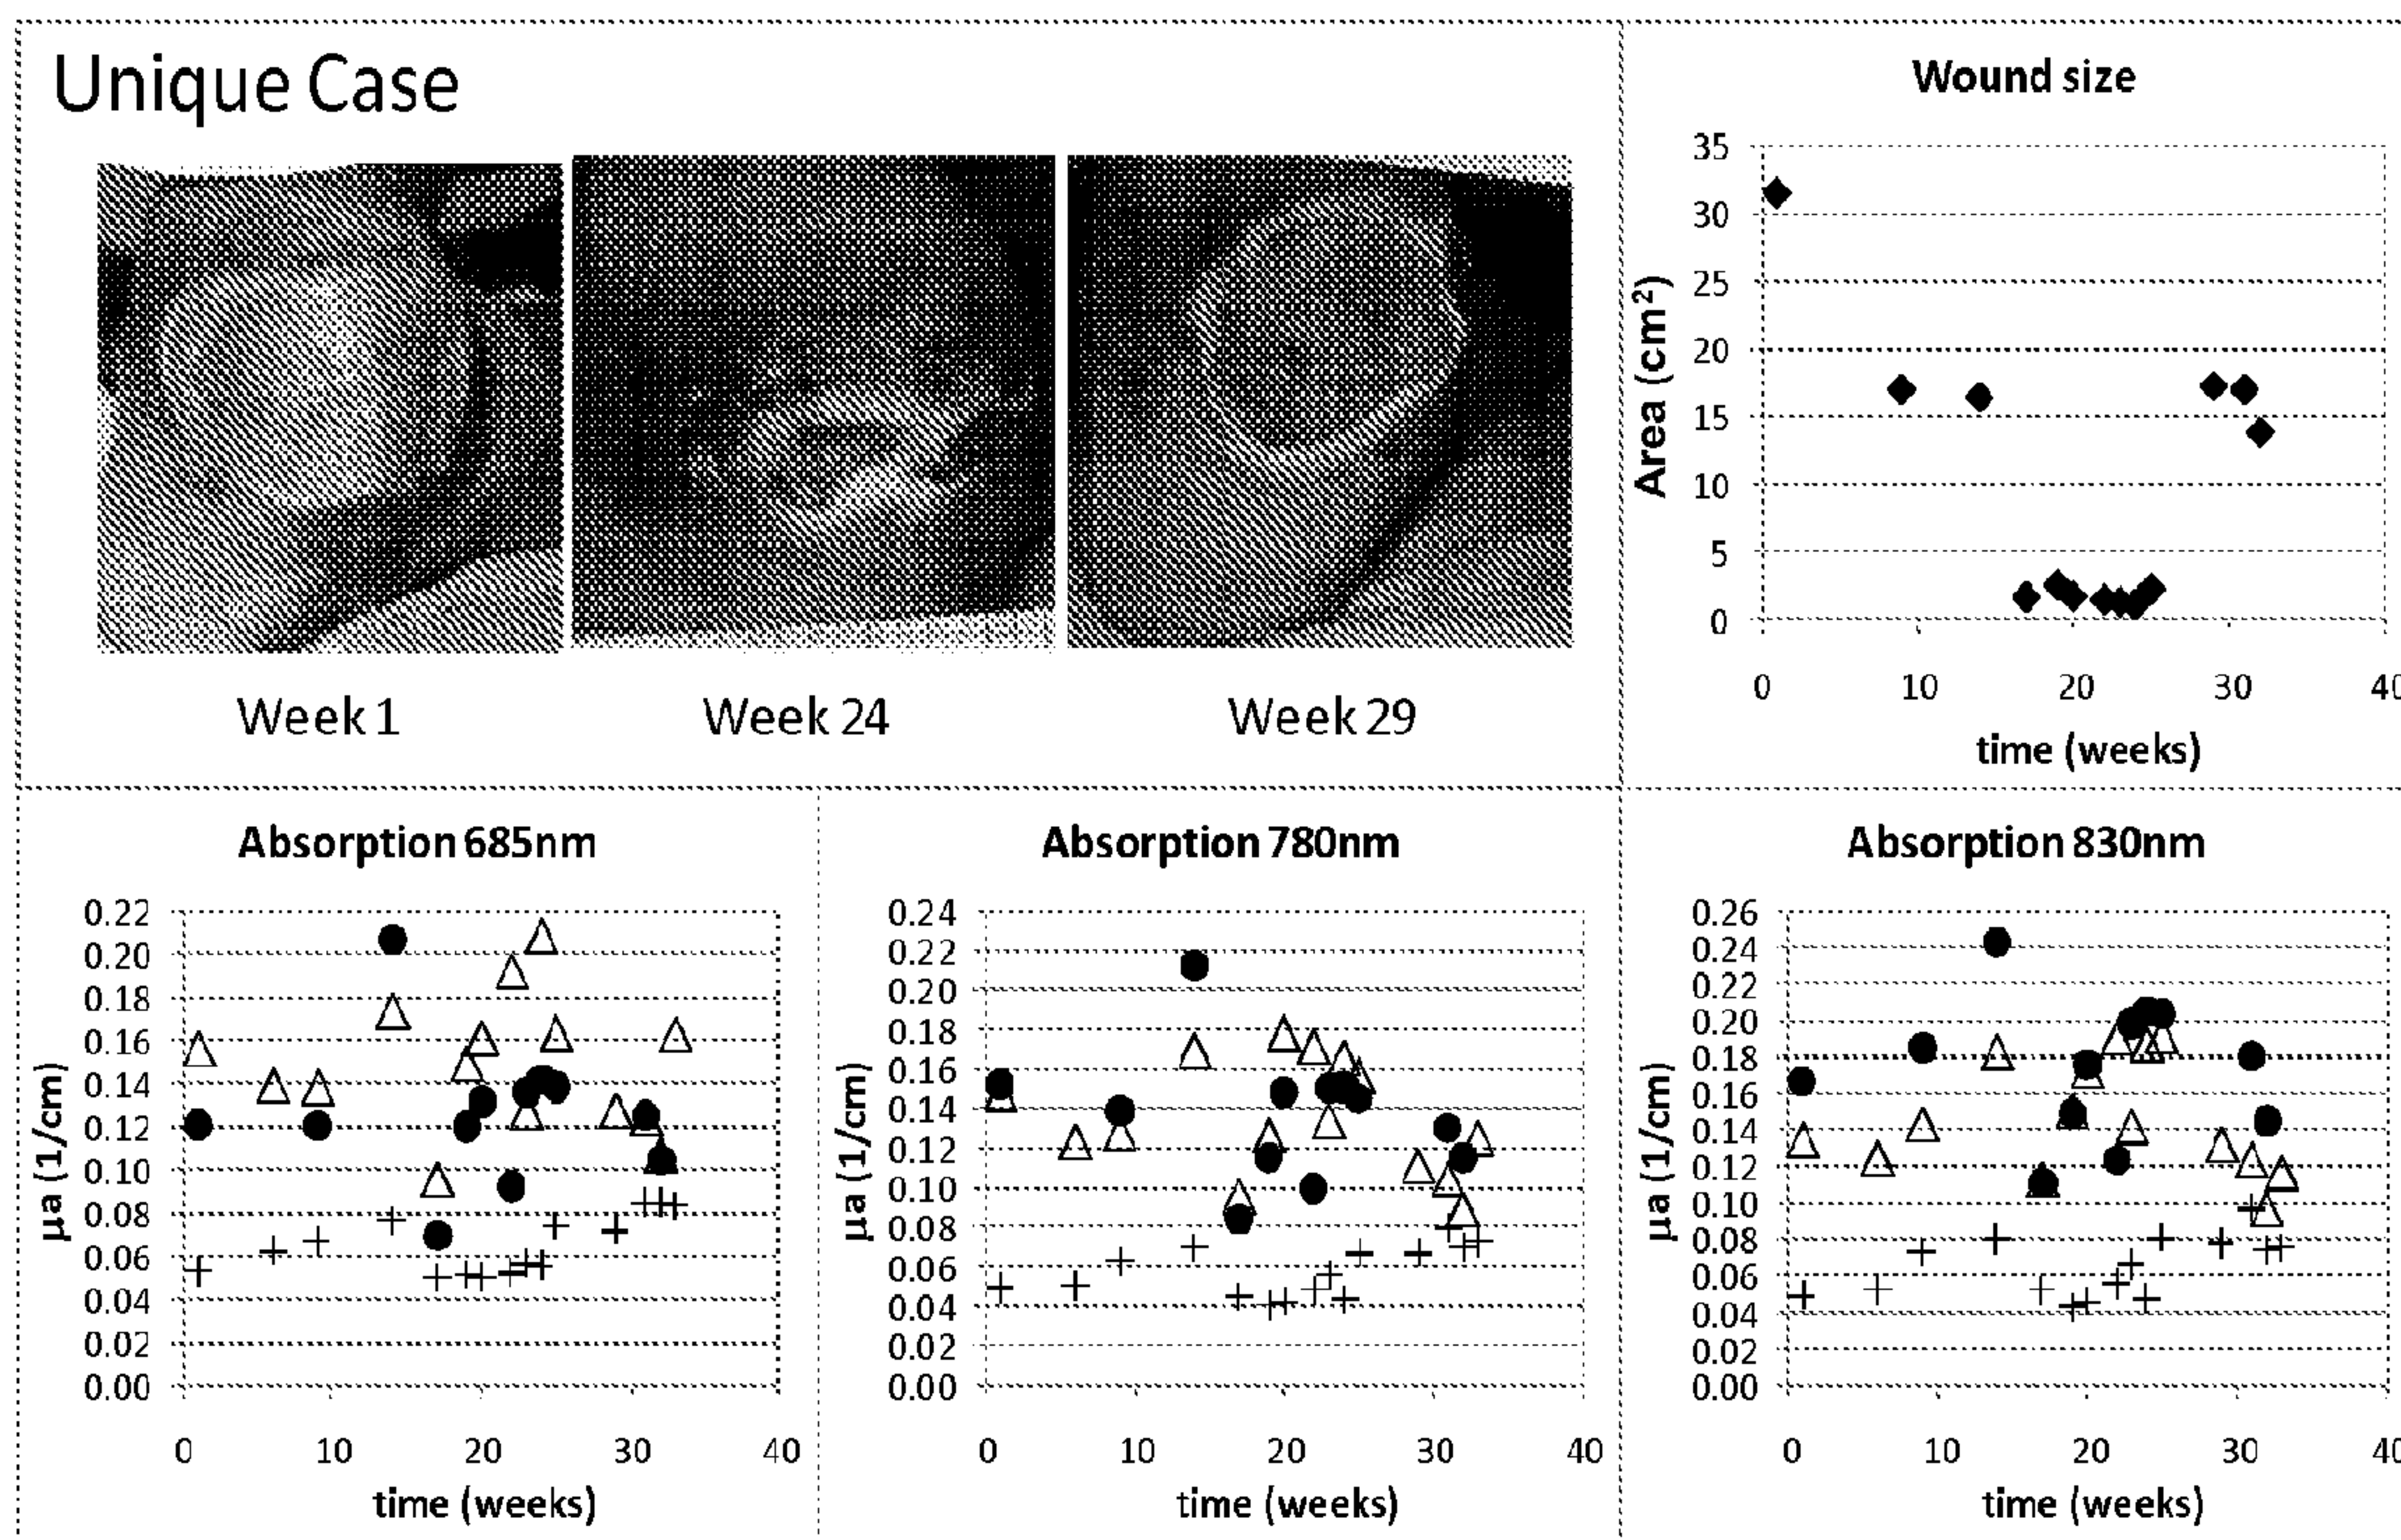 Unique Case
Week 1
Week 24
Week 29
Wound size
Area (cm²)
35
30
25
20
15
10
5
0
0 10 20 30 40
time (weeks)
Absorption 685nm
µa (1/cm)
0.22
0.20
0.18
0.16
0.14
0.12
0.10
0.08
0.06
0.04
0.02
0.00
0 10 20 30 40
time (weeks)
Absorption 780nm
µa (1/cm)
0.24
0.22
0.20
0.18
0.16
0.14
0.12
0.10
0.08
0.06
0.04
0.02
0.00
0 10 20 30 40
time (weeks)
Absorption 830nm
µa (1/cm)
0.26
0.24
0.22
0.20
0.18
0.16
0.14
0.12
0.10
0.08
0.06
0.04
0.02
0.00
0 10 20 30 40
time (weeks)